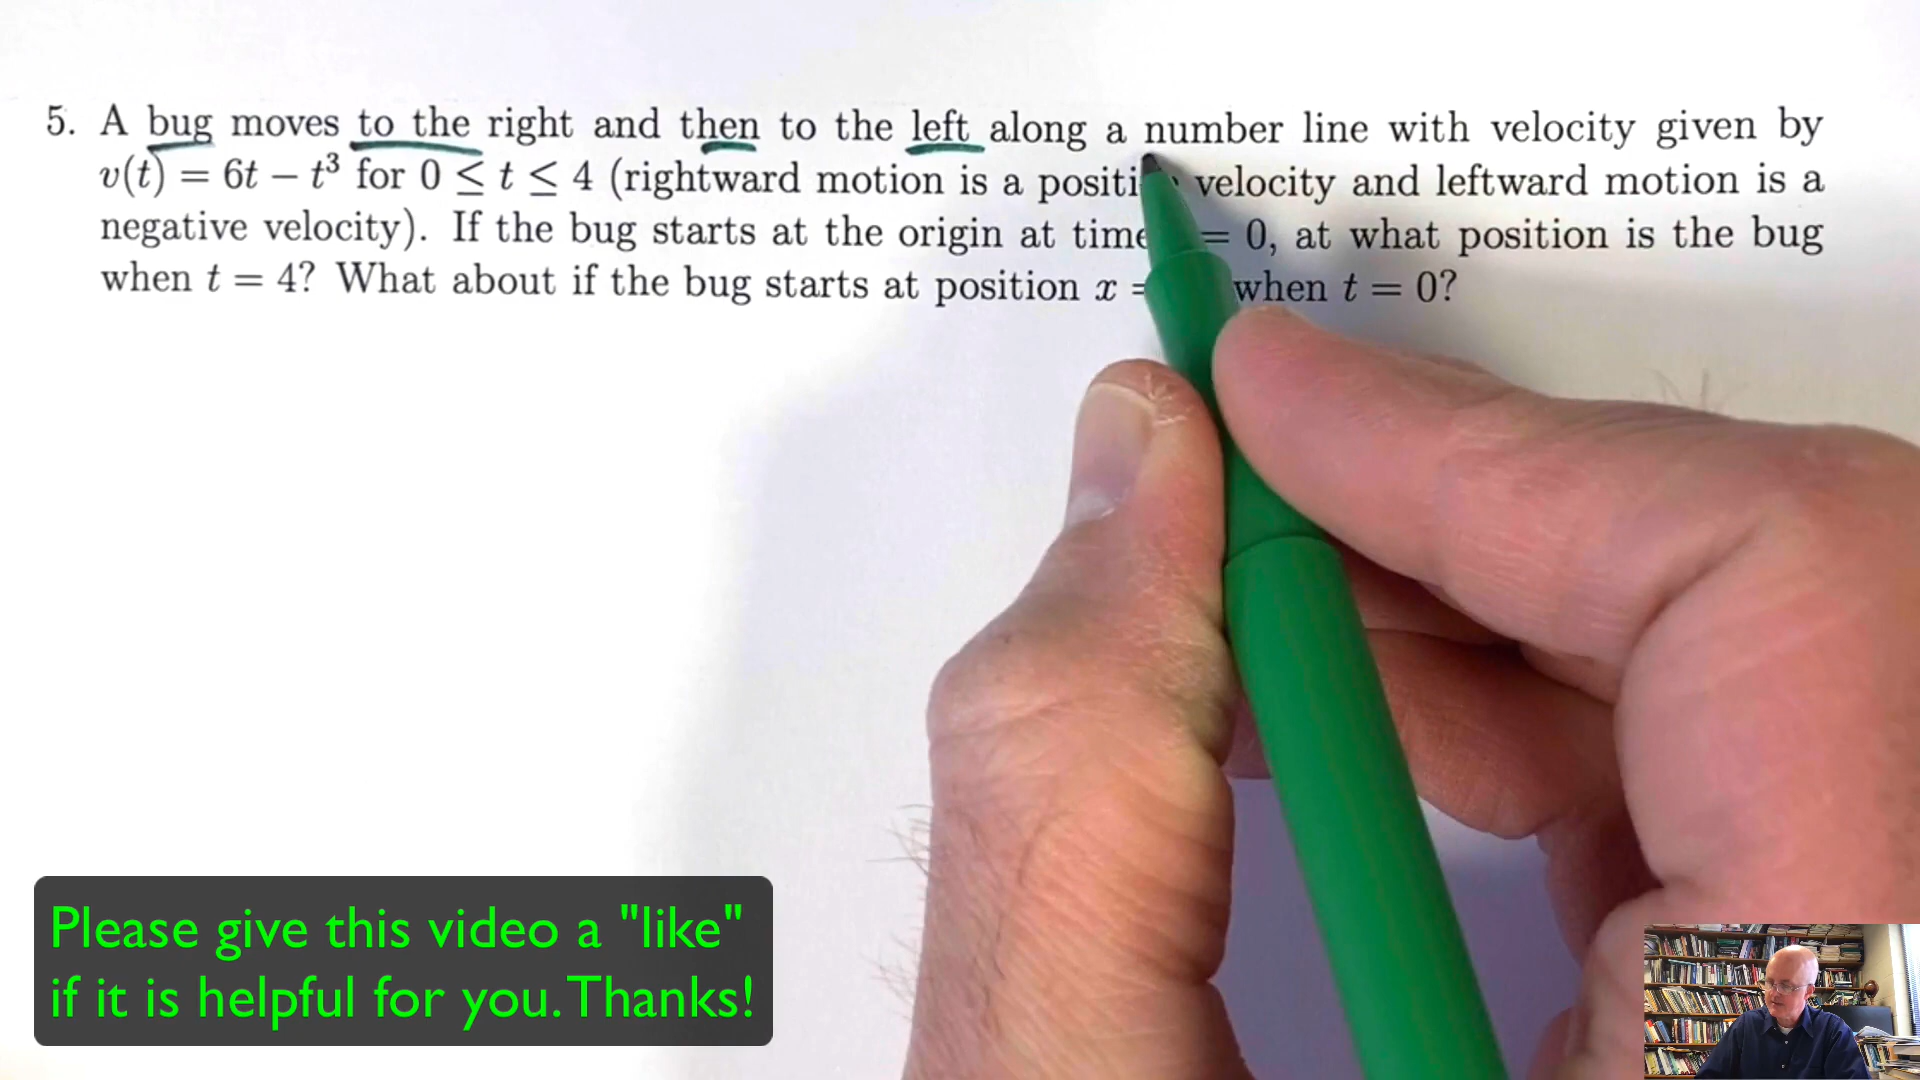 5. A bug moves to the right and then to the left along a number line with velocity given by
v(t) = 6t − t³ for 0 ≤ t ≤ 4 (rightward motion is a velocity and leftward motion is a
negative velocity). If the bug starts at the origin at = 0, at what position is the bug
when t = 4? What about if the bug starts at position x when t = 0?
Please give this video a "like"
if it is helpful for you. Thanks!